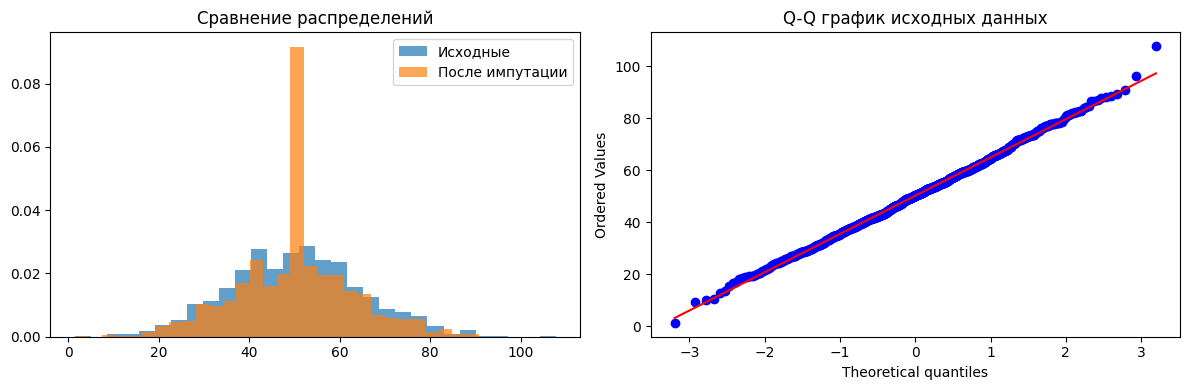 Сравнение распределений
Исходные
После импутации
0.08
0.06
0.04
0.02
0.00
0 20 40 60 80 100
Q-Q график исходных данных
Ordered Values
100
80
60
40
20
0
−3 −2 −1 0 1 2 3
Theoretical quantiles